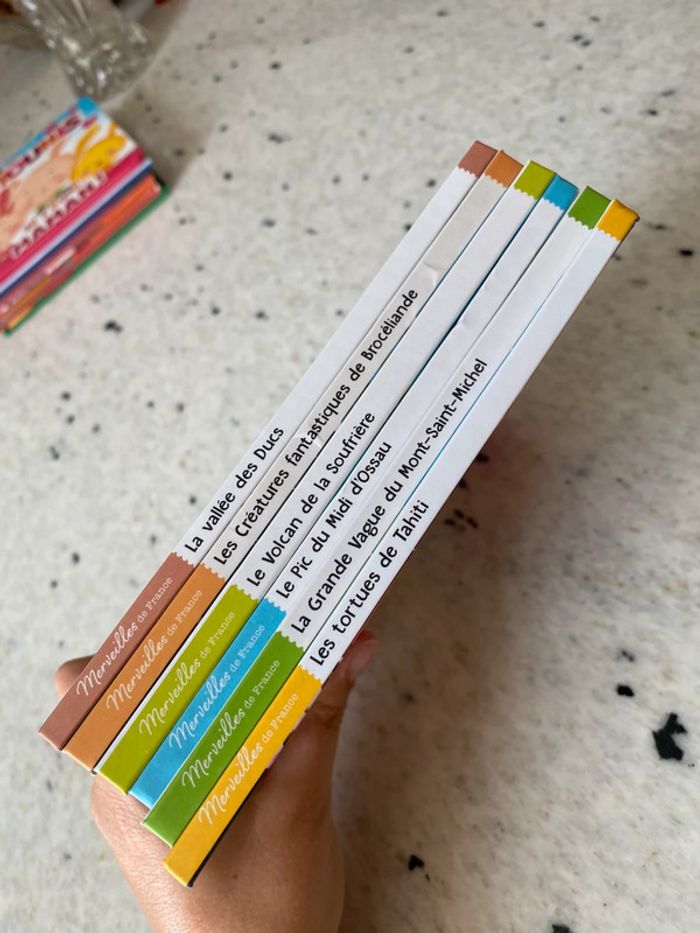 Merveilles de France La vallée des Ducs
Merveilles de France Les Créatures fantastiques de Brocéliande
Merveilles de France Le Volcan de la Soufrière
Merveilles de France Le Pic du Midi d'Ossau
Merveilles de France La Grande Vague du Mont-Saint-Michel
Merveilles de France Les tortues de Tahiti
MAMAN